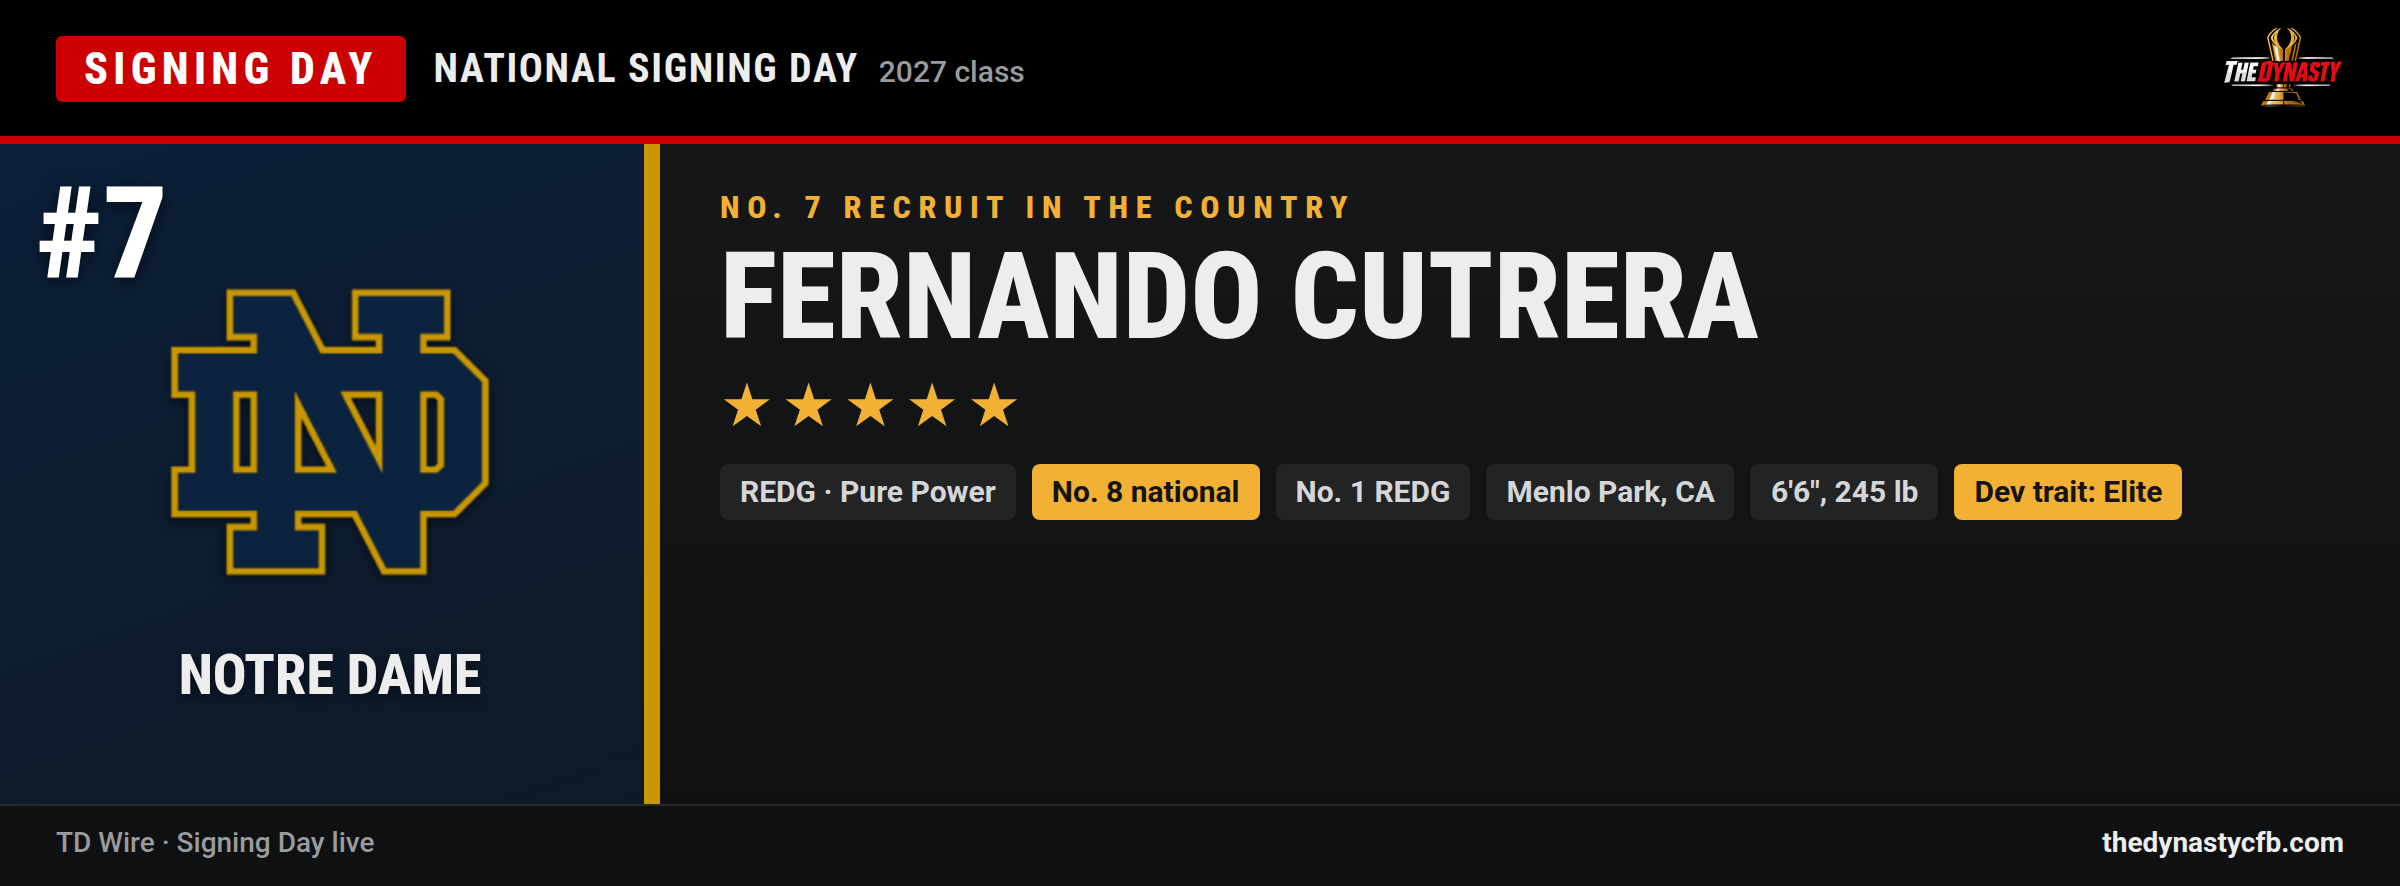 SIGNING DAY NATIONAL SIGNING DAY 2027 class
THE DYNASTY
#7
ND
NOTRE DAME
NO. 7 RECRUIT IN THE COUNTRY
FERNANDO CUTRERA
★★★★★
REDG · Pure Power No. 8 national No. 1 REDG Menlo Park, CA 6'6", 245 lb Dev trait: Elite
TD Wire · Signing Day live
thedynastycfb.com